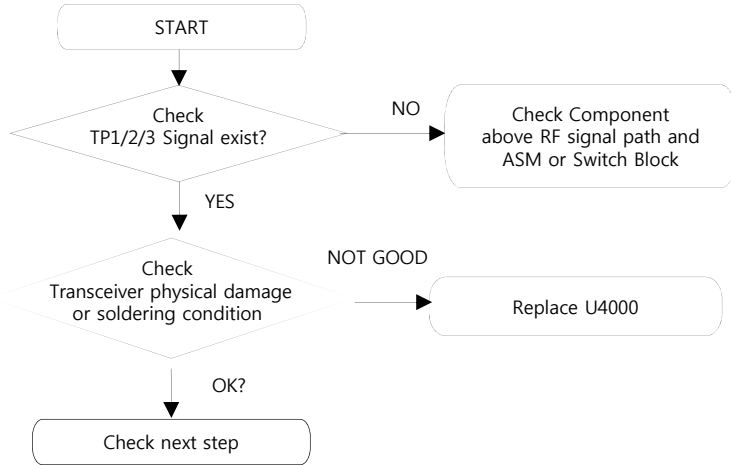 START
Check
TP1/2/3 Signal exist?
NO
Check Component
above RF signal path and
ASM or Switch Block
YES
Check
Transceiver physical damage
or soldering condition
NOT GOOD
Replace U4000
OK?
Check next step